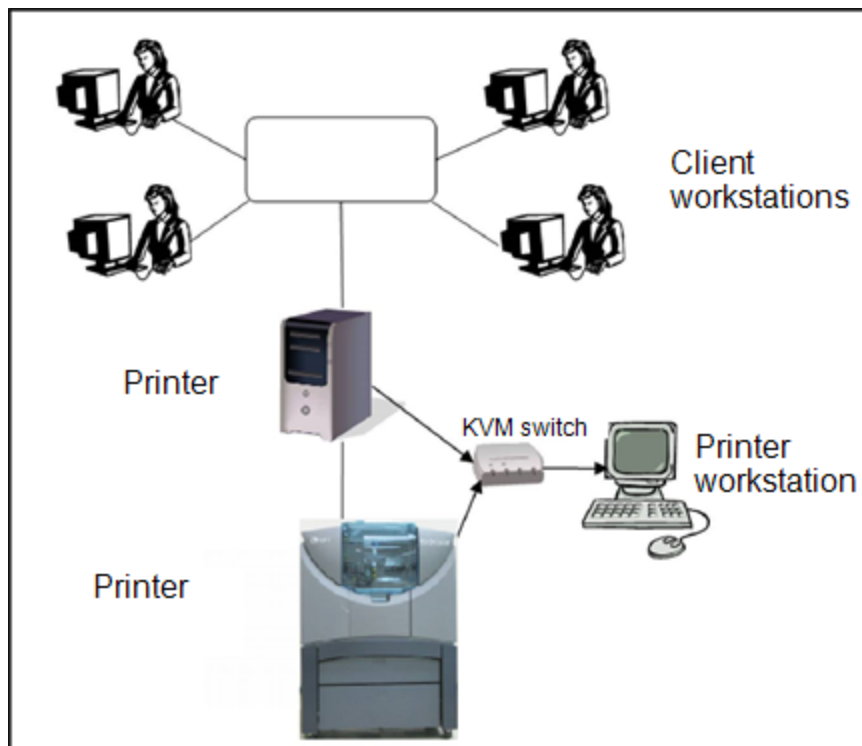 Client
workstations
Printer
KVM switch
Printer
workstation
Printer